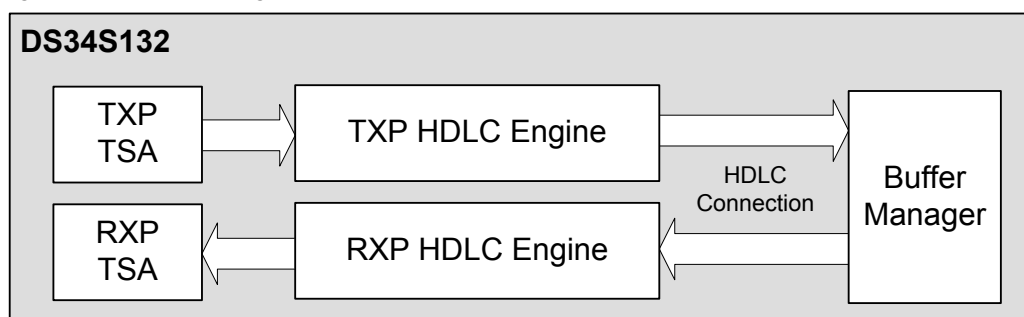 DS34S132
TXP
TSA
TXP HDLC Engine
HDLC
Connection
Buffer
Manager
RXP
TSA
RXP HDLC Engine